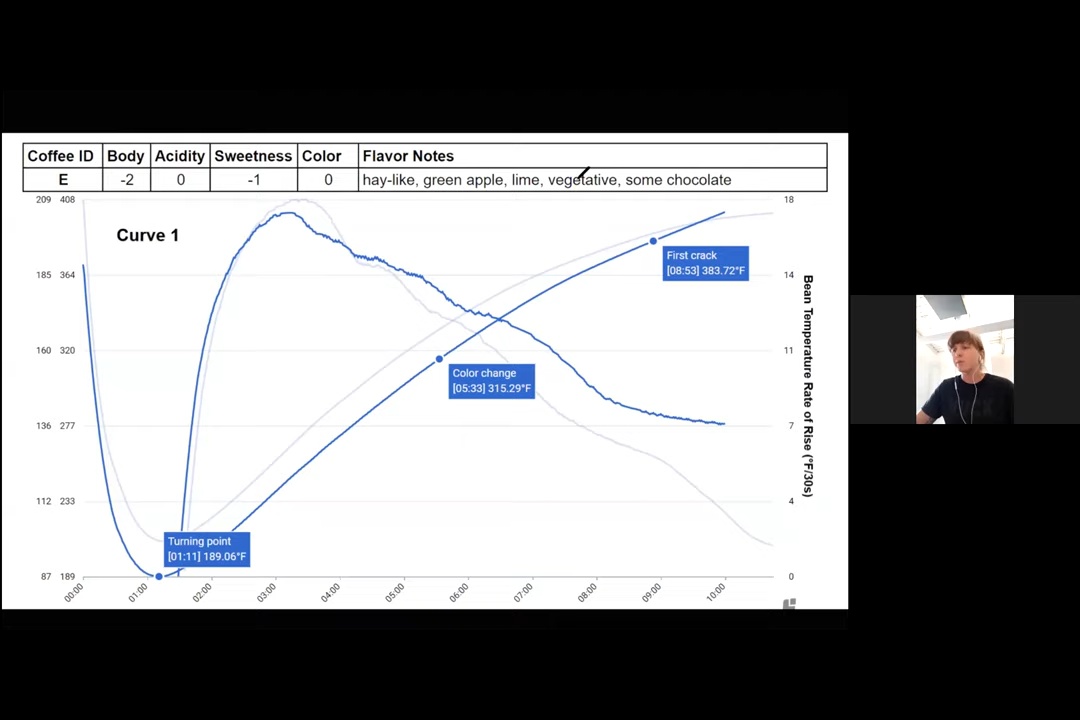 Coffee ID Body Acidity Sweetness Color Flavor Notes
E -2 0 -1 0 hay-like, green apple, lime, vegetative, some chocolate
209 408 18
Curve 1
First crack
[08:53] 383.72°F
185 364 14
Bean Temperature Rate of Rise (°F/30s)
160 320 11
Color change
[05:33] 315.29°F
136 277 7
112 233 4
Turning point
[01:11] 189.06°F
87 189 0
00:00 01:00 02:00 03:00 04:00 05:00 06:00 07:00 08:00 09:00 10:00